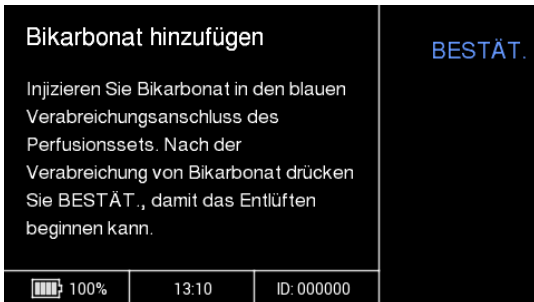 Bikarbonat hinzufügen
BESTÄT.
Injizieren Sie Bikarbonat in den blauen
Verabreichungsanschluss des
Perfusionssets. Nach der
Verabreichung von Bikarbonat drücken
Sie BESTÄT., damit das Entlüften
beginnen kann.
100%
13:10
ID: 000000